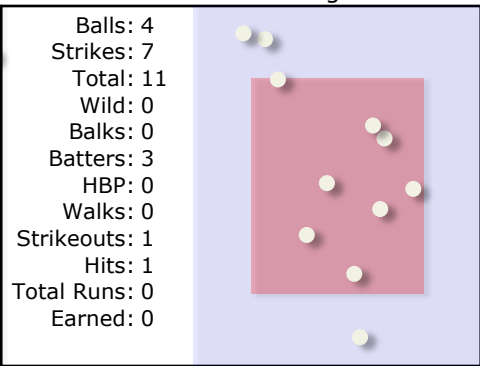 Balls: 4
Strikes: 7
Total: 11
Wild: 0
Balks: 0
Batters: 3
HBP: 0
Walks: 0
Strikeouts: 1
Hits: 1
Total Runs: 0
Earned: 0